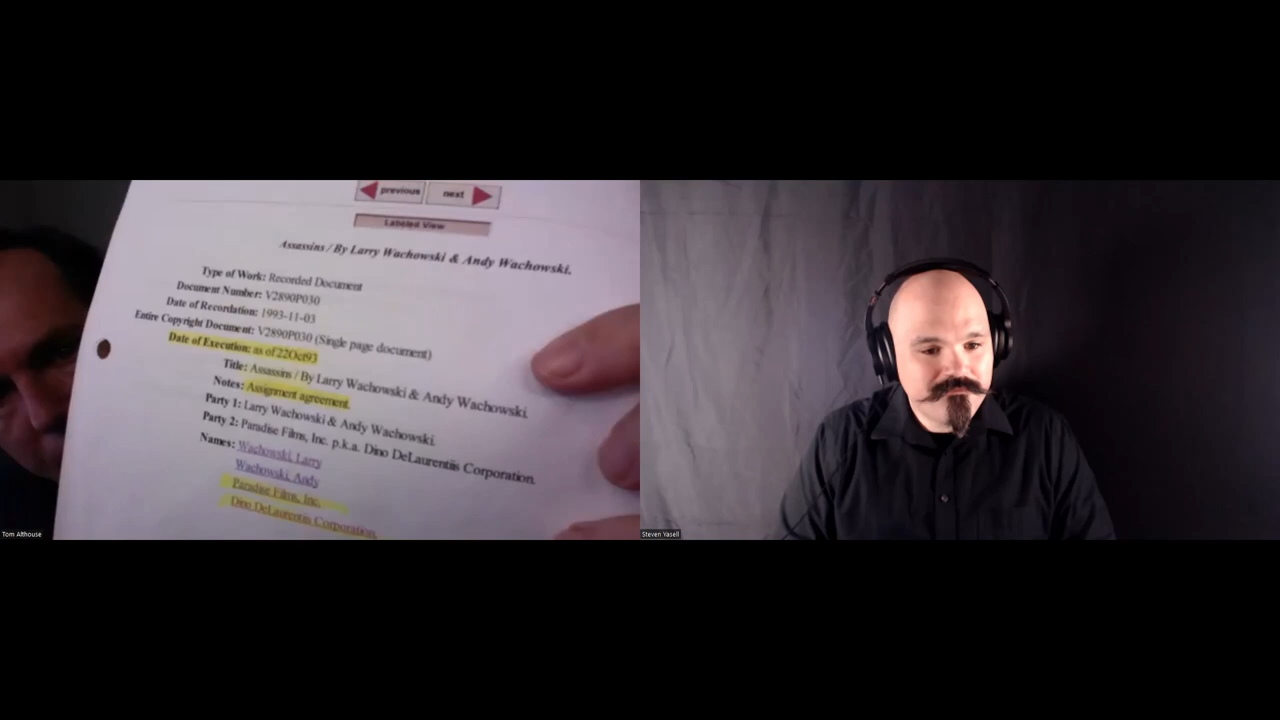 previous
next
Labeled View
Assassins / By Larry Wachowski & Andy Wachowski.
Type of Work: Recorded Document
Document Number: V2890P030
Date of Recordation: 1993-11-03
Entire Copyright Document: V2890P030 (Single page document)
Date of Execution: as of 22Oct93
Title: Assassins / By Larry Wachowski & Andy Wachowski.
Notes: Assignment agreement.
Party 1: Larry Wachowski & Andy Wachowski.
Party 2: Paradise Films, Inc. p.k.a. Dino DeLaurentiis Corporation.
Names: Wachowski, Larry
Wachowski, Andy
Paradise Films, Inc.
Dino DeLaurentiis Corporation.
Tom Althouse
Steven Yasell